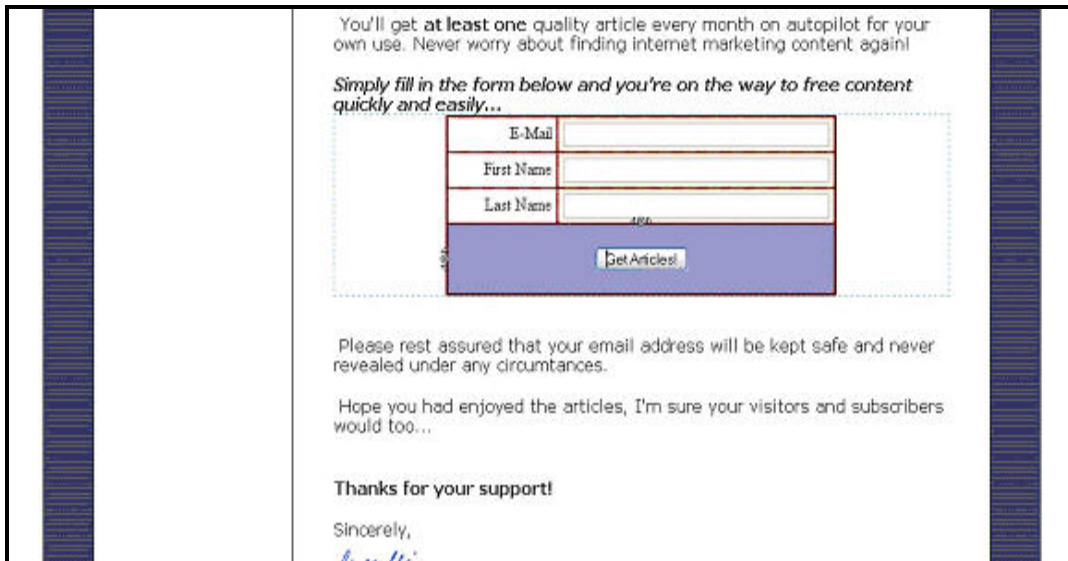 You'll get at least one quality article every month on autopilot for your
own use. Never worry about finding internet marketing content again!
Simply fill in the form below and you're on the way to free content
quickly and easily...
E-Mail
First Name
Last Name
Get Articles!
Please rest assured that your email address will be kept safe and never
revealed under any circumtances.
Hope you had enjoyed the articles, I'm sure your visitors and subscribers
would too...
Thanks for your support!
Sincerely,